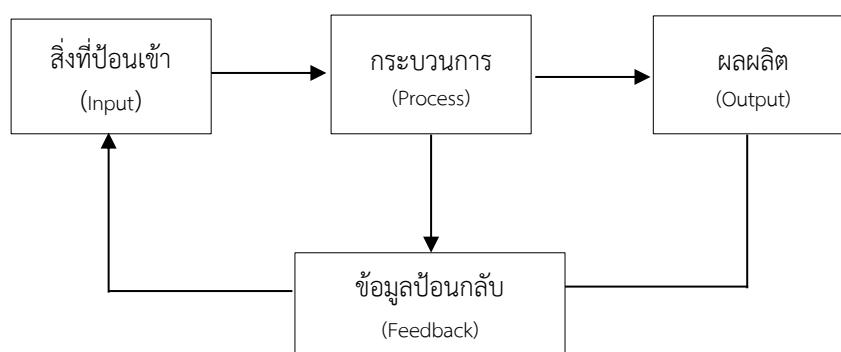 สิ่งที่ป้อนเข้า
(Input)
กระบวนการ
(Process)
ผลผลิต
(Output)
ข้อมูลป้อนกลับ
(Feedback)